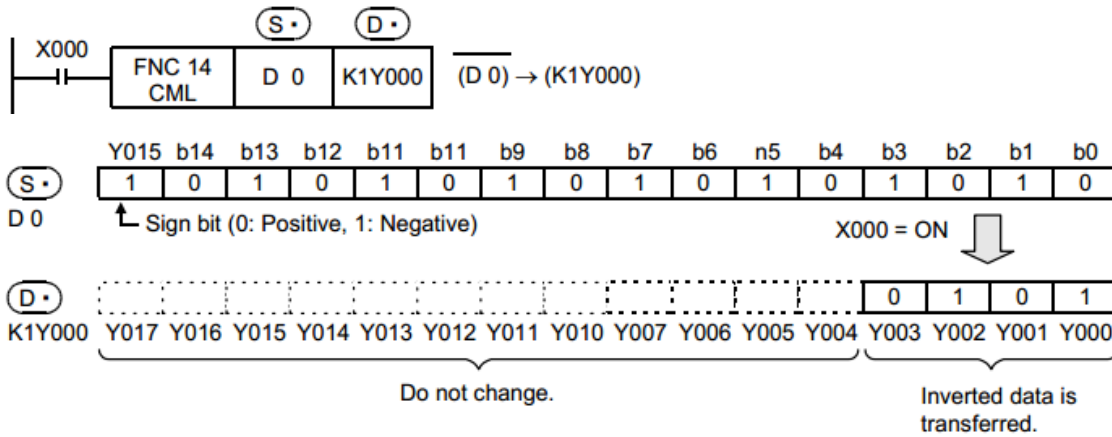 S・ D・
X000 FNC 14 CML D 0 K1Y000 (D 0) → (K1Y000)
Y015 b14 b13 b12 b11 b11 b9 b8 b7 b6 n5 b4 b3 b2 b1 b0
S・ 1 0 1 0 1 0 1 0 1 0 1 0 1 0 1 0
D 0 Sign bit (0: Positive, 1: Negative) X000 = ON
D・ 0 1 0 1
K1Y000 Y017 Y016 Y015 Y014 Y013 Y012 Y011 Y010 Y007 Y006 Y005 Y004 Y003 Y002 Y001 Y000
Do not change. Inverted data is
transferred.